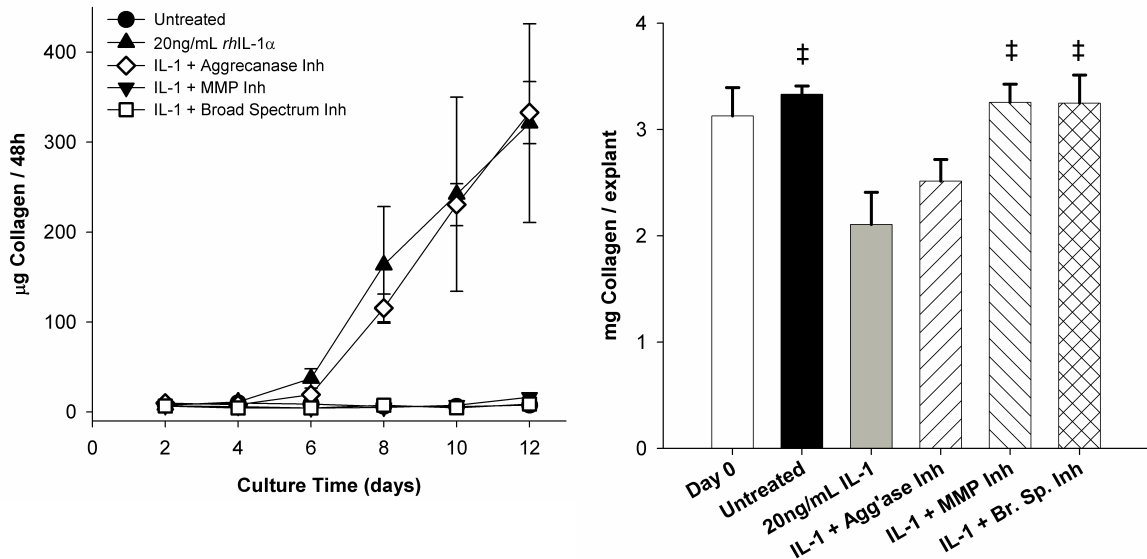 Untreated
20ng/mL rhIL-1α
IL-1 + Aggrecanase Inh
IL-1 + MMP Inh
IL-1 + Broad Spectrum Inh
400
300
200
100
0
µg Collagen / 48h
0 2 4 6 8 10 12
Culture Time (days)
4
3
2
1
0
mg Collagen / explant
‡ ‡ ‡
Day 0
Untreated
20ng/mL IL-1
IL-1 + Agg'ase Inh
IL-1 + MMP Inh
IL-1 + Br. Sp. Inh